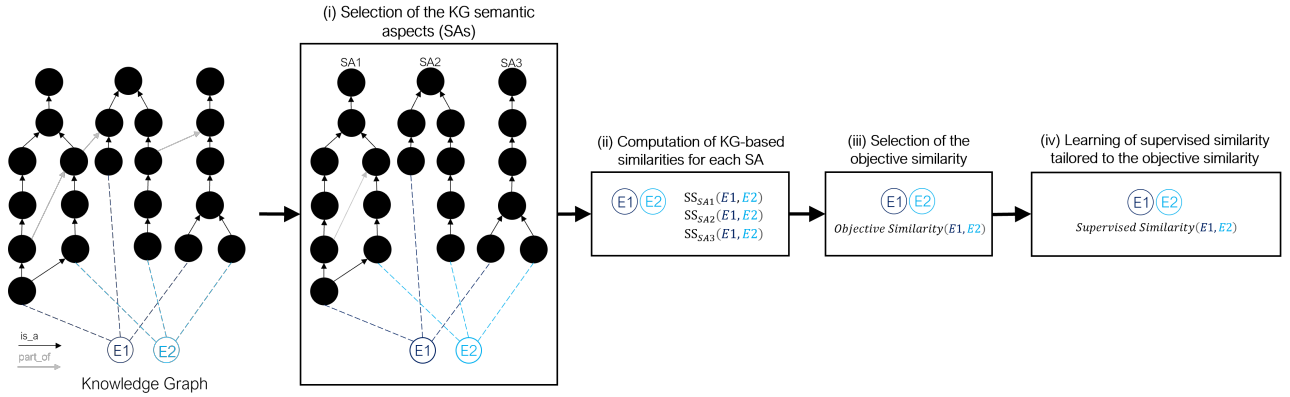 (i) Selection of the KG semantic
aspects (SAs)
SA1
SA2
SA3
is_a
part_of
E1
E2
Knowledge Graph
E1
E2
(ii) Computation of KG-based
similarities for each SA
E1 E2
SS_SA1(E1, E2)
SS_SA2(E1, E2)
SS_SA3(E1, E2)
(iii) Selection of the
objective similarity
E1 E2
Objective Similarity(E1, E2)
(iv) Learning of supervised similarity
tailored to the objective similarity
E1 E2
Supervised Similarity(E1, E2)